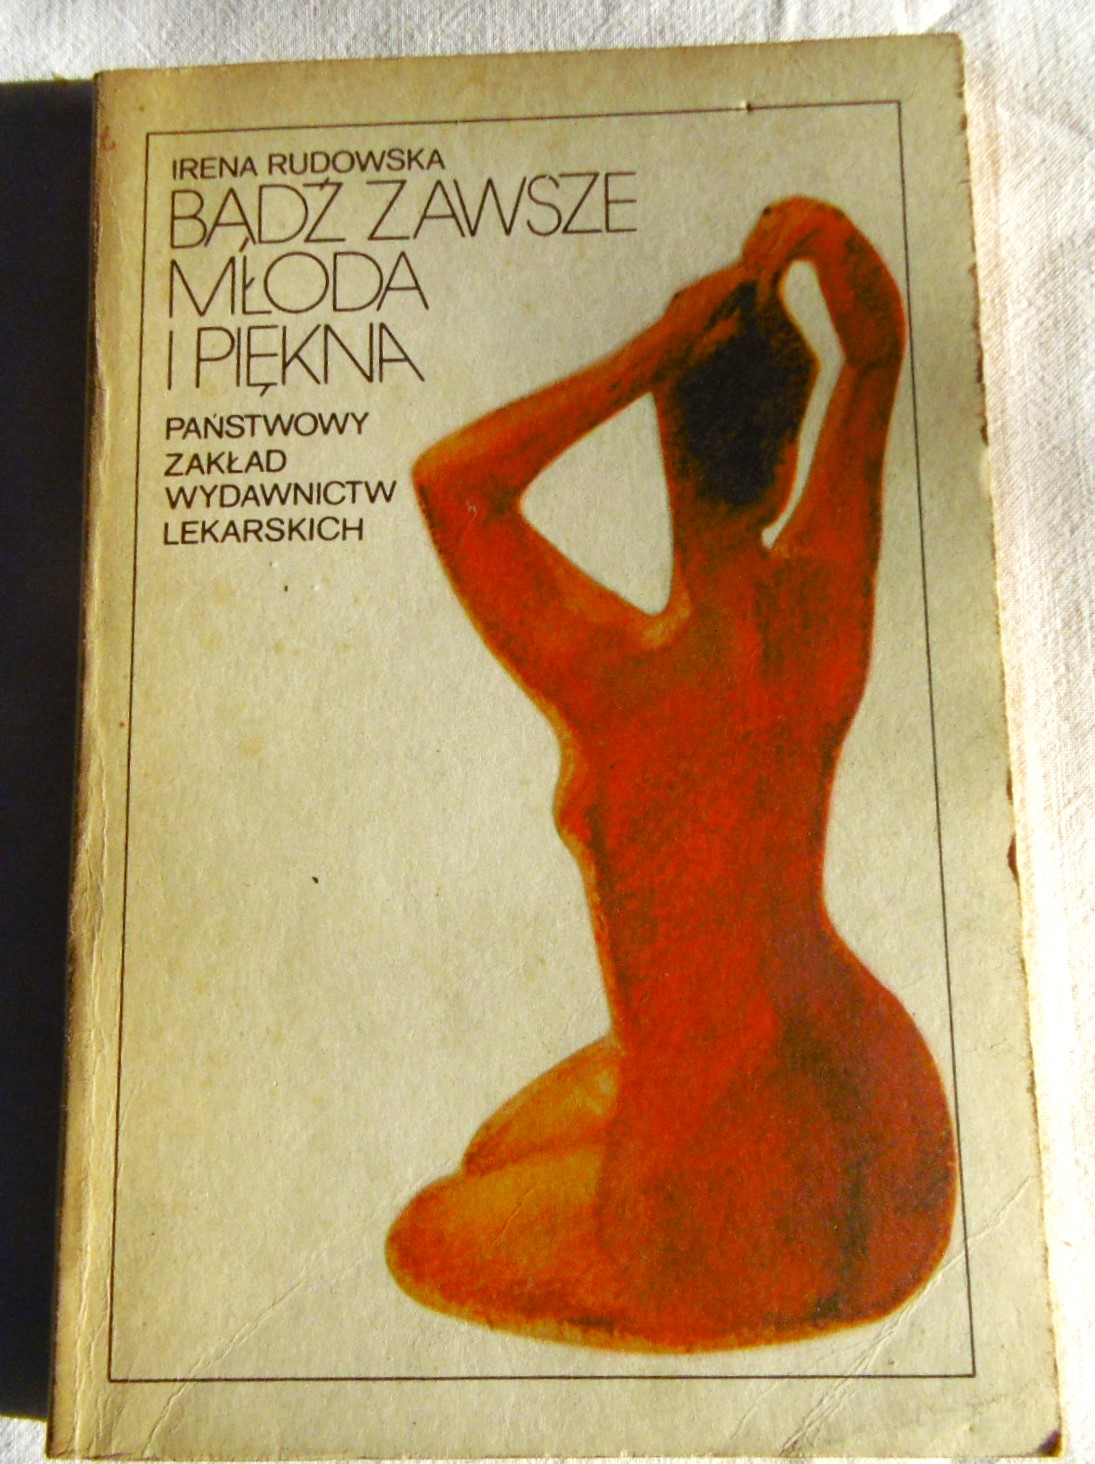 IRENA RUDOWSKA
BĄDŹ ZAWSZE
MŁODA
I PIĘKNA
PAŃSTWOWY
ZAKŁAD
WYDAWNICTW
LEKARSKICH